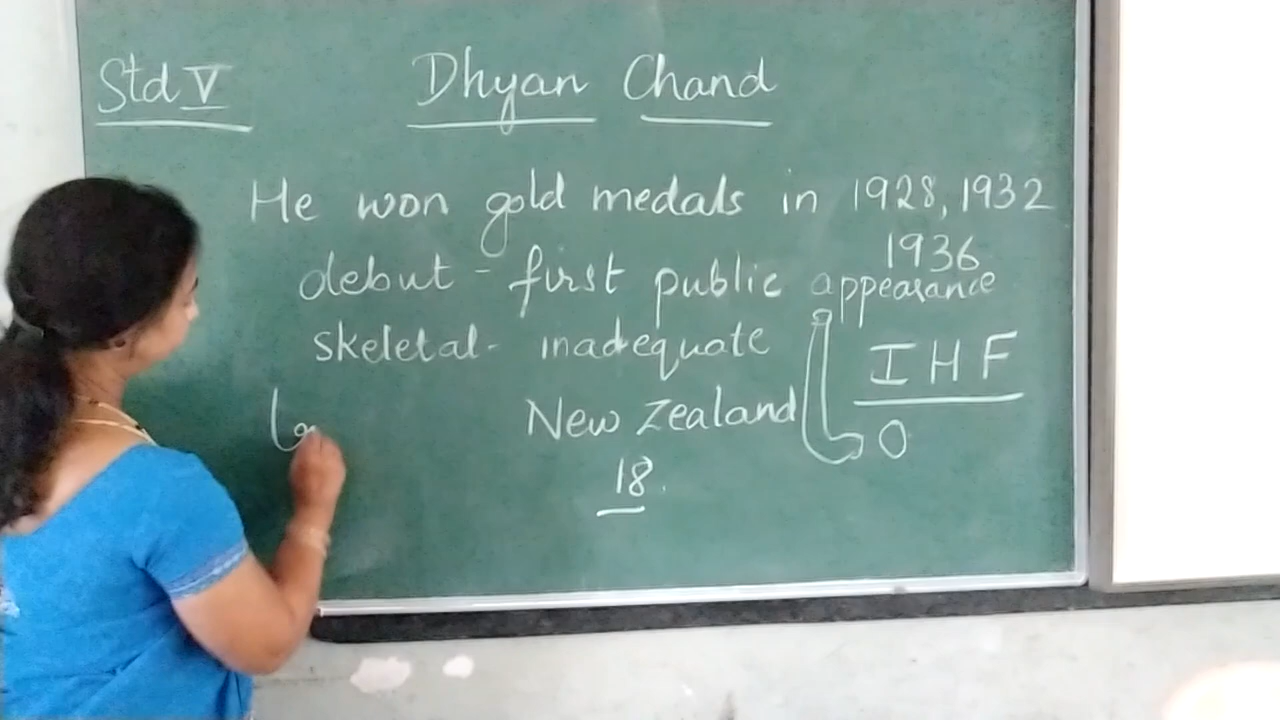 Std V
Dhyan Chand
He won gold medals in 1928, 1932
1936
debut - first public appearance
skeletal - inadequate
IHF
New Zealand
18.